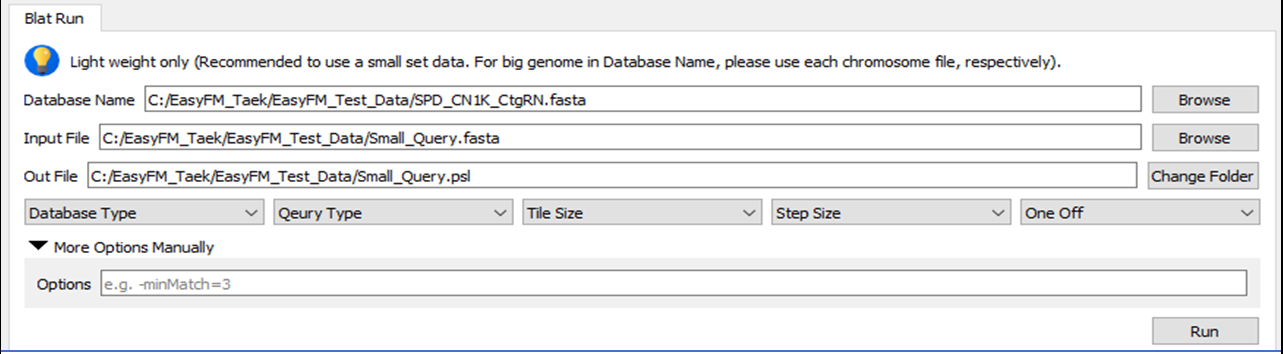 Blat Run
Light weight only (Recommended to use a small set data. For big genome in Database Name, please use each chromosome file, respectively).
Database Name C:/EasyFM_Taek/EasyFM_Test_Data/SPD_CN1K_CtgRN.fasta Browse
Input File C:/EasyFM_Taek/EasyFM_Test_Data/Small_Query.fasta Browse
Out File C:/EasyFM_Taek/EasyFM_Test_Data/Small_Query.psl Change Folder
Database Type Qeury Type Tile Size Step Size One Off
More Options Manually
Options e.g. -minMatch=3
Run